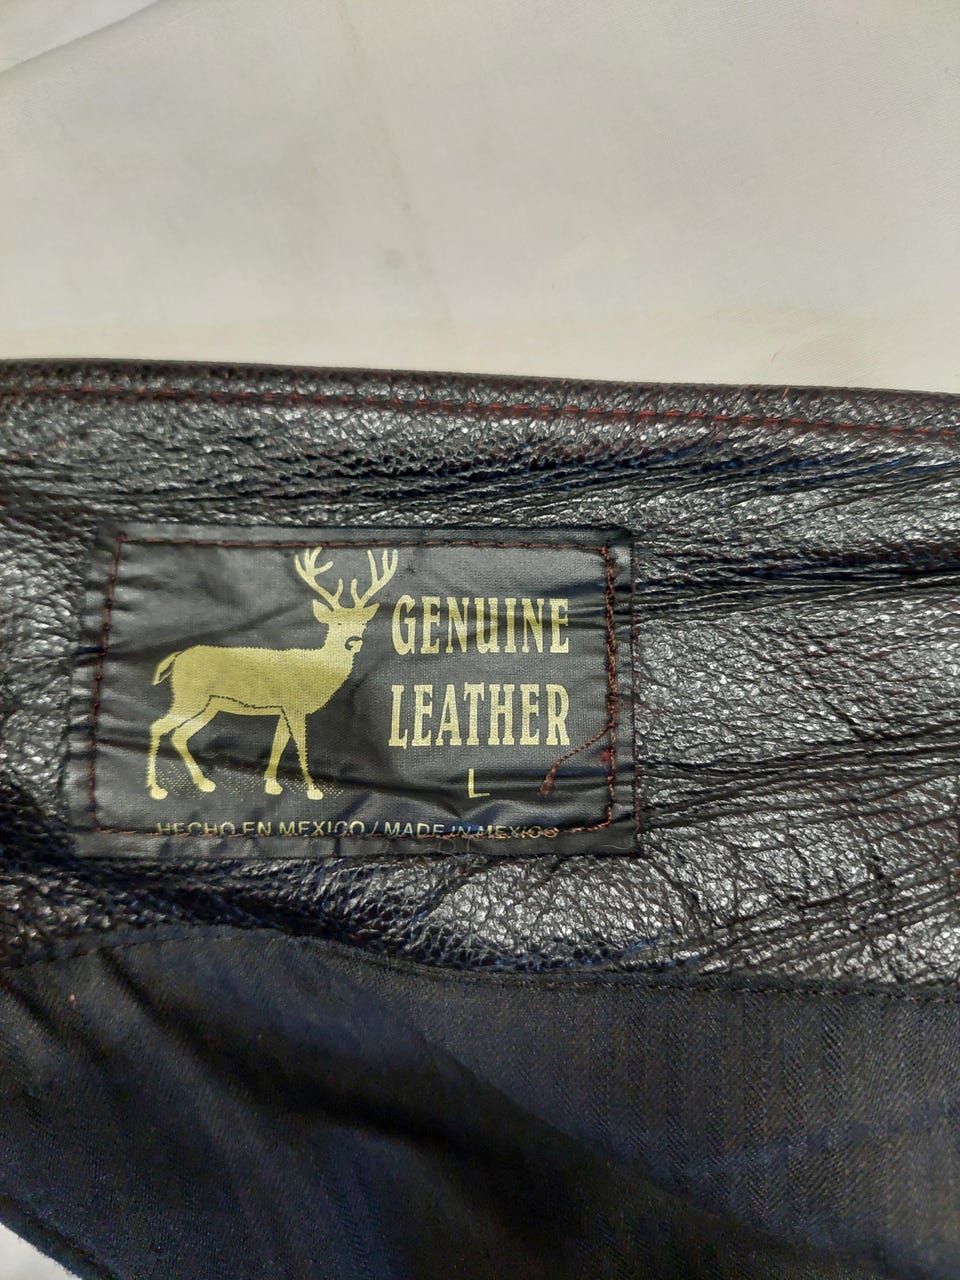 GENUINE
LEATHER
L
HECHO EN MEXICO / MADE IN MEXICO